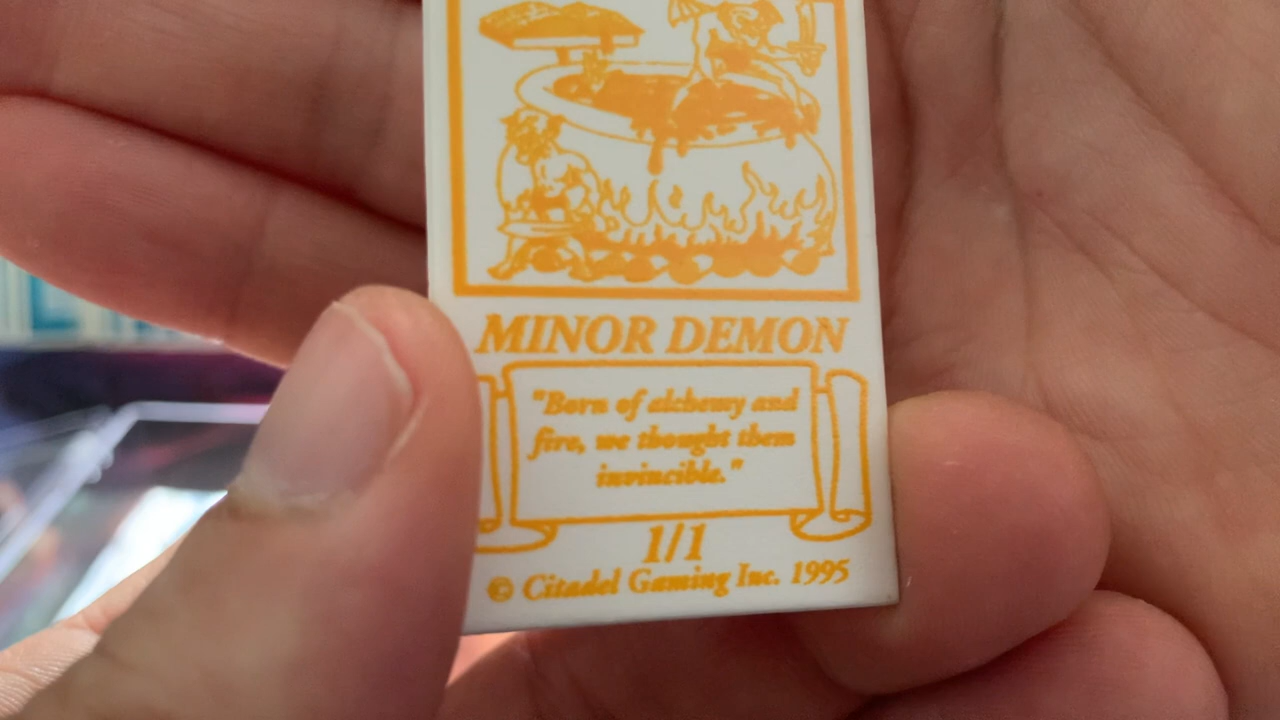 MINOR DEMON
"Born of alchemy and
fire, we thought them
invincible."
1/1
© Citadel Gaming Inc. 1995